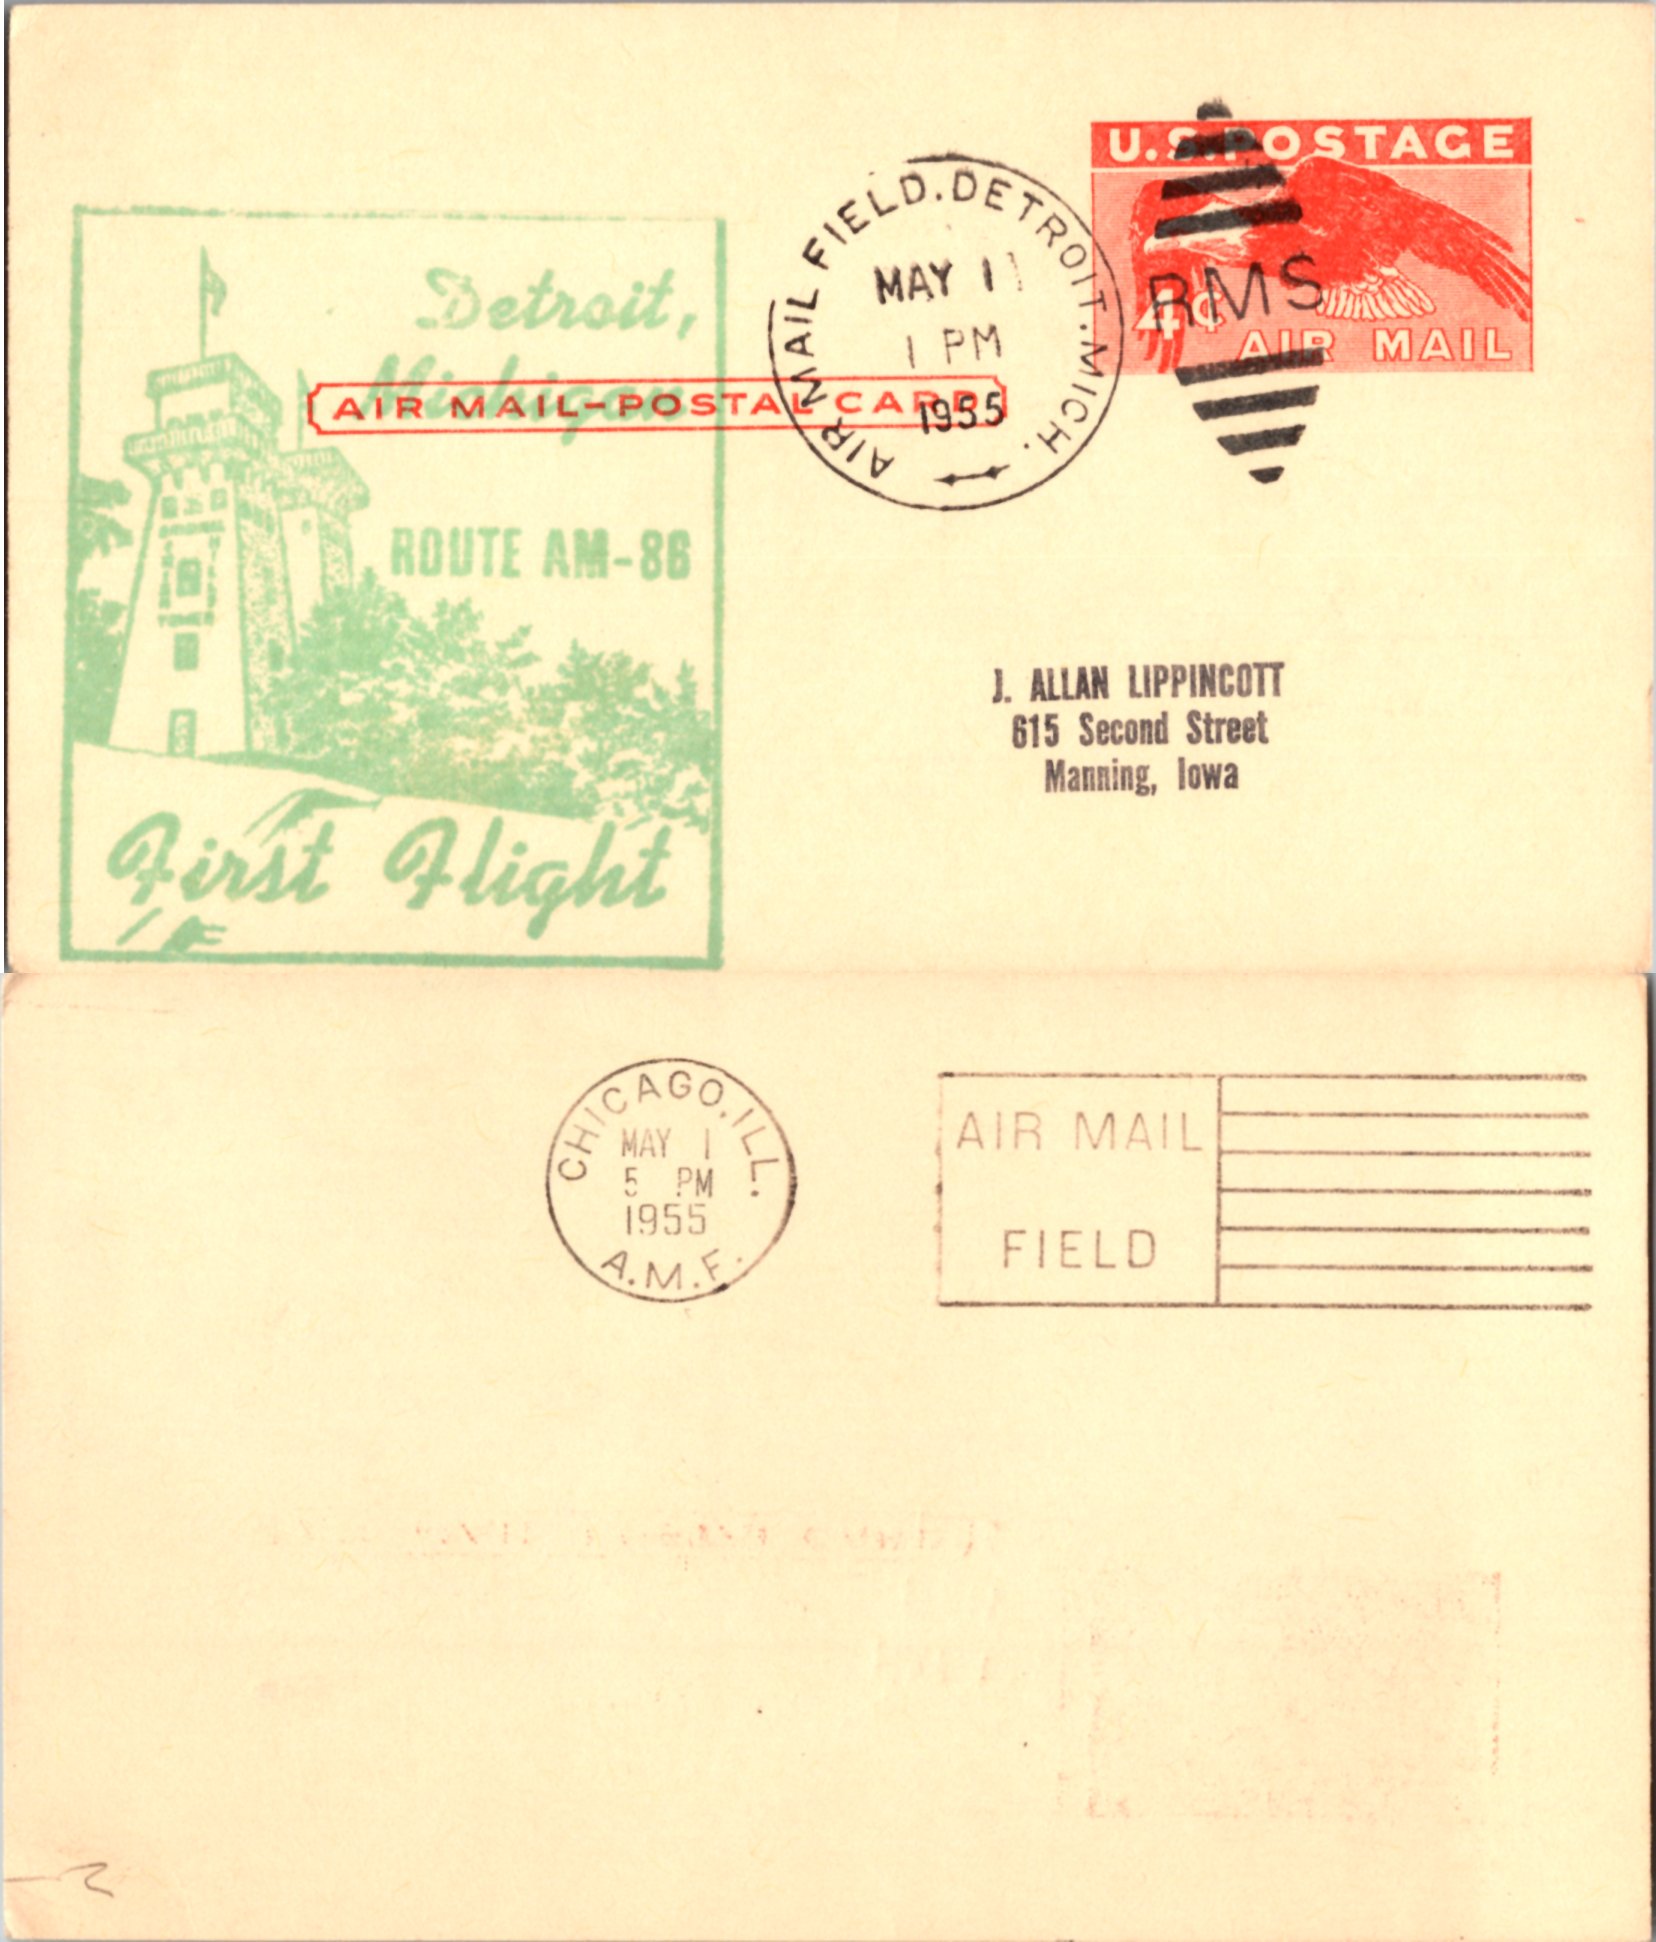 U.S.POSTAGE
4¢
AIR MAIL
AIR MAIL FIELD.DETROIT.MICH.
MAY 1
1 PM
1955
RMS
Detroit,
Michigan
AIR MAIL-POSTAL CARD
ROUTE AM-86
First Flight
J. ALLAN LIPPINCOTT
615 Second Street
Manning, Iowa
CHICAGO, ILL.
MAY 1
5 PM
1955
A.M.F.
AIR MAIL
FIELD